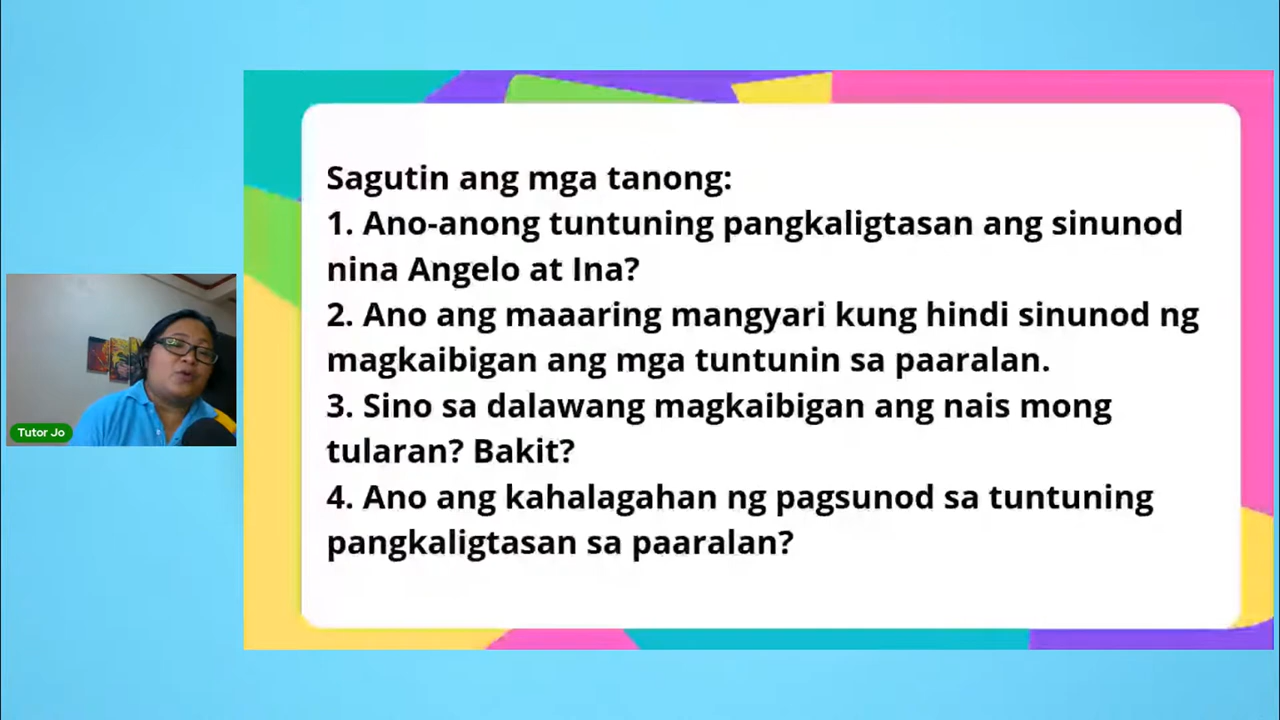 Sagutin ang mga tanong:
1. Ano-anong tuntuning pangkaligtasan ang sinunod
nina Angelo at Ina?
2. Ano ang maaaring mangyari kung hindi sinunod ng
magkaibigan ang mga tuntunin sa paaralan.
3. Sino sa dalawang magkaibigan ang nais mong
tularan? Bakit?
4. Ano ang kahalagahan ng pagsunod sa tuntuning
pangkaligtasan sa paaralan?
Tutor Jo